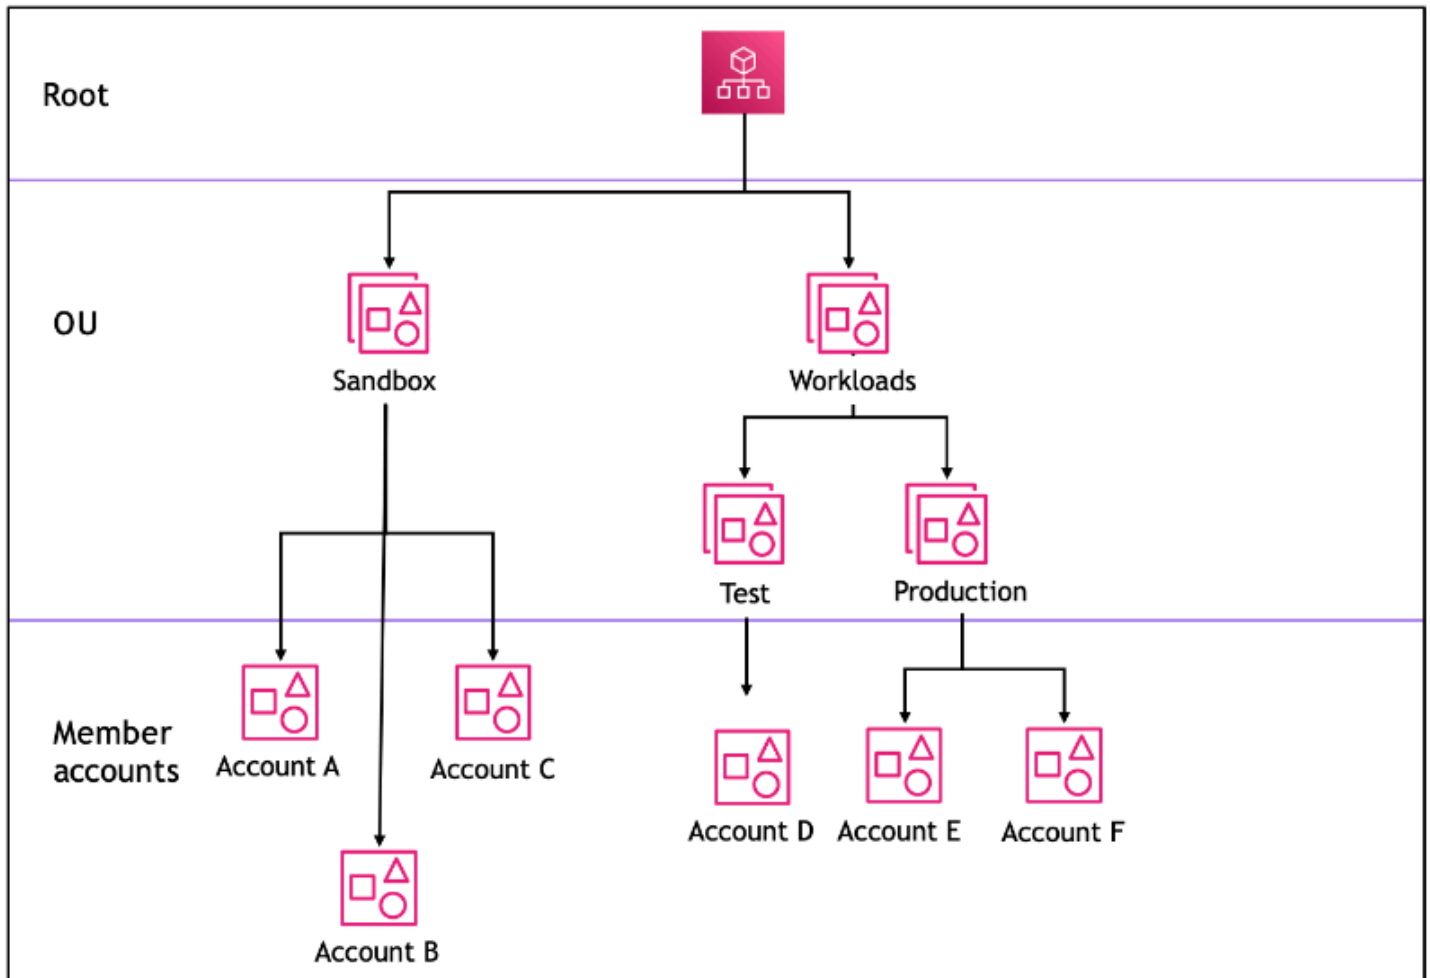 Root
OU
Sandbox
Workloads
Test
Production
Member
accounts
Account A
Account C
Account D
Account E
Account F
Account B